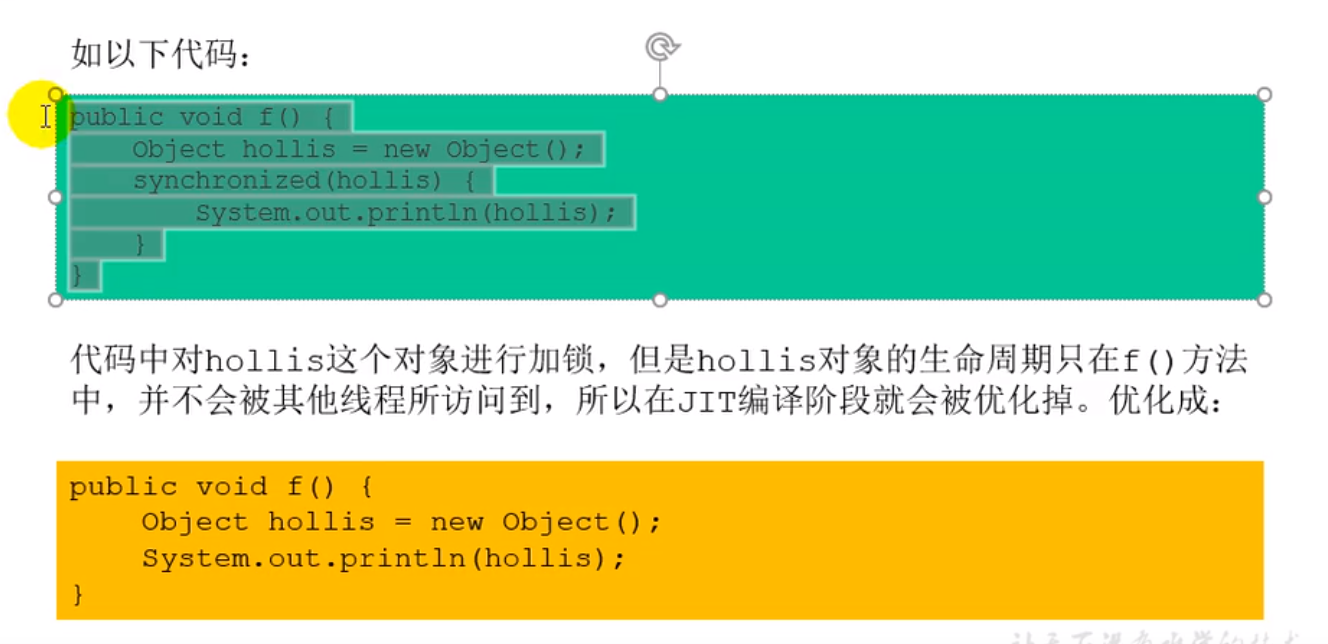 如以下代码：
public void f() {
    Object hollis = new Object();
    synchronized(hollis) {
        System.out.println(hollis);
    }
}
代码中对hollis这个对象进行加锁，但是hollis对象的生命周期只在f()方法
中，并不会被其他线程所访问到，所以在JIT编译阶段就会被优化掉。优化成：
public void f() {
    Object hollis = new Object();
    System.out.println(hollis);
}